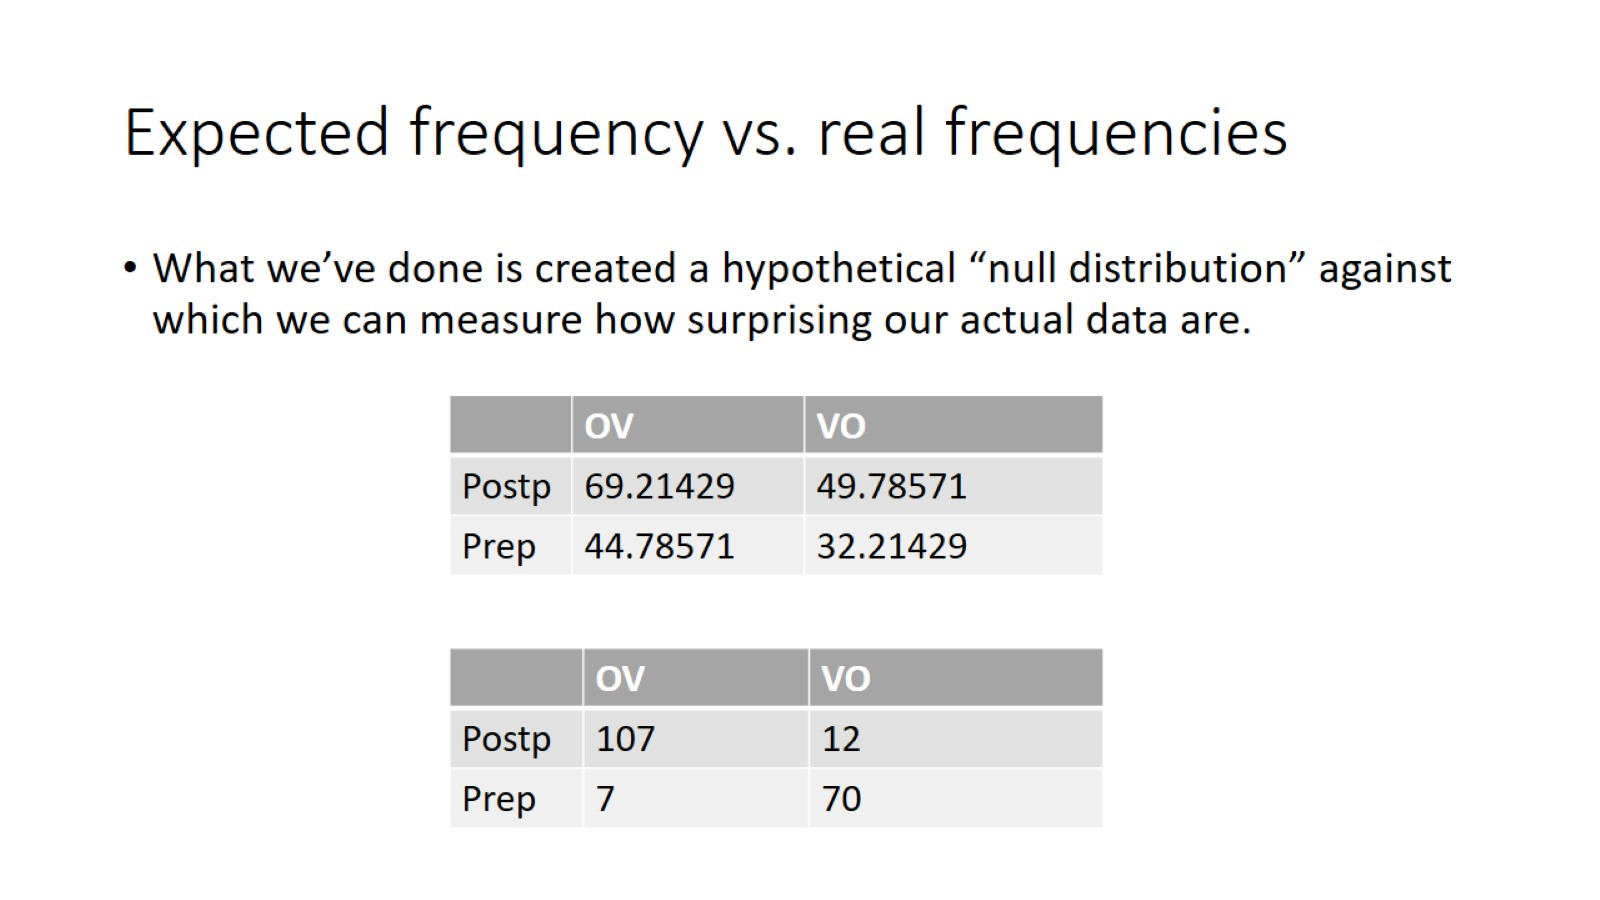 Expected frequency vs. real frequencies
• What we’ve done is created a hypothetical “null distribution” against
which we can measure how surprising our actual data are.
OV VO
Postp 69.21429 49.78571
Prep 44.78571 32.21429
OV VO
Postp 107 12
Prep 7 70